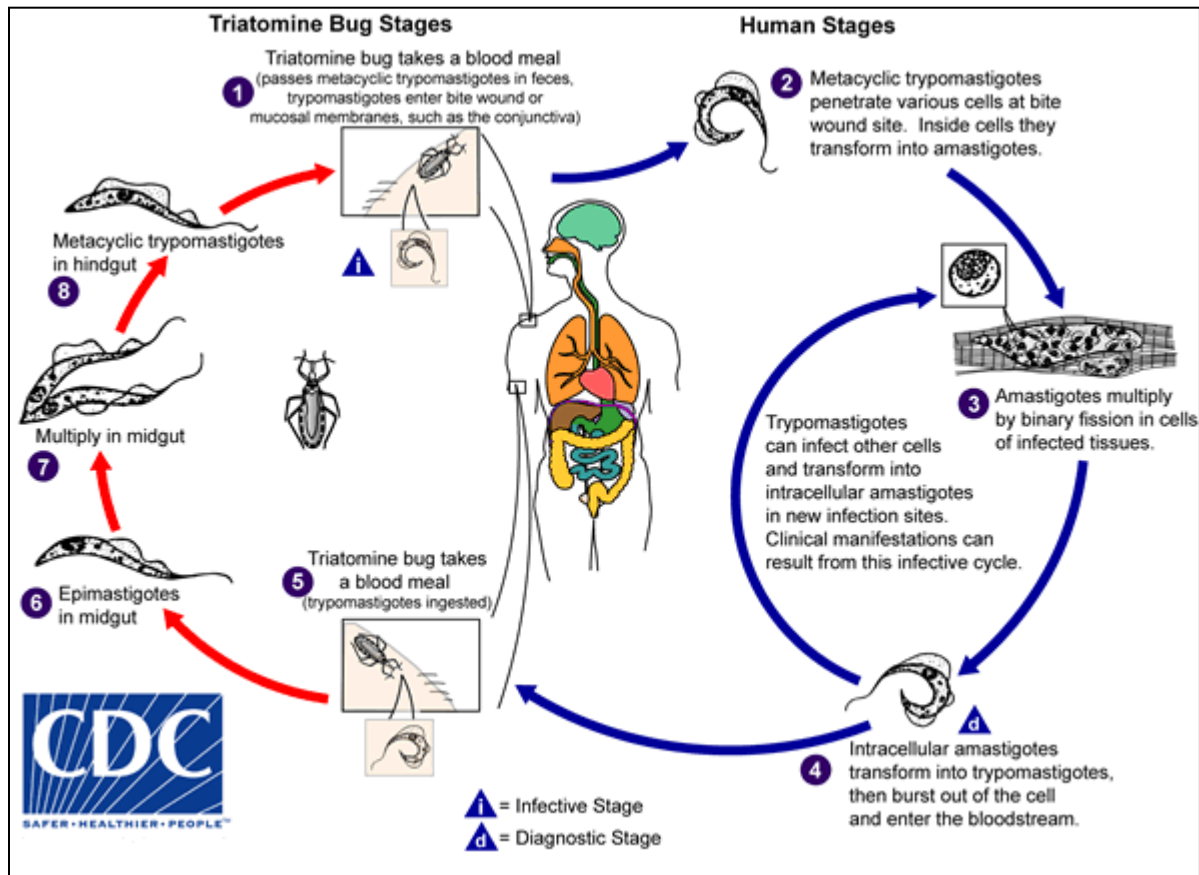 Triatomine Bug Stages
Human Stages
Triatomine bug takes a blood meal
(passes metacyclic trypomastigotes in feces,
trypomastigotes enter bite wound or
mucosal membranes, such as the conjunctiva)
1
i
2
Metacyclic trypomastigotes
penetrate various cells at bite
wound site. Inside cells they
transform into amastigotes.
3
Amastigotes multiply
by binary fission in cells
of infected tissues.
Trypomastigotes
can infect other cells
and transform into
intracellular amastigotes
in new infection sites.
Clinical manifestations can
result from this infective cycle.
d
4
Intracellular amastigotes
transform into trypomastigotes,
then burst out of the cell
and enter the bloodstream.
5
Triatomine bug takes
a blood meal
(trypomastigotes ingested)
6
Epimastigotes
in midgut
Multiply in midgut
7
Metacyclic trypomastigotes
in hindgut
8
CDC
SAFER·HEALTHIER·PEOPLE™
i = Infective Stage
d = Diagnostic Stage